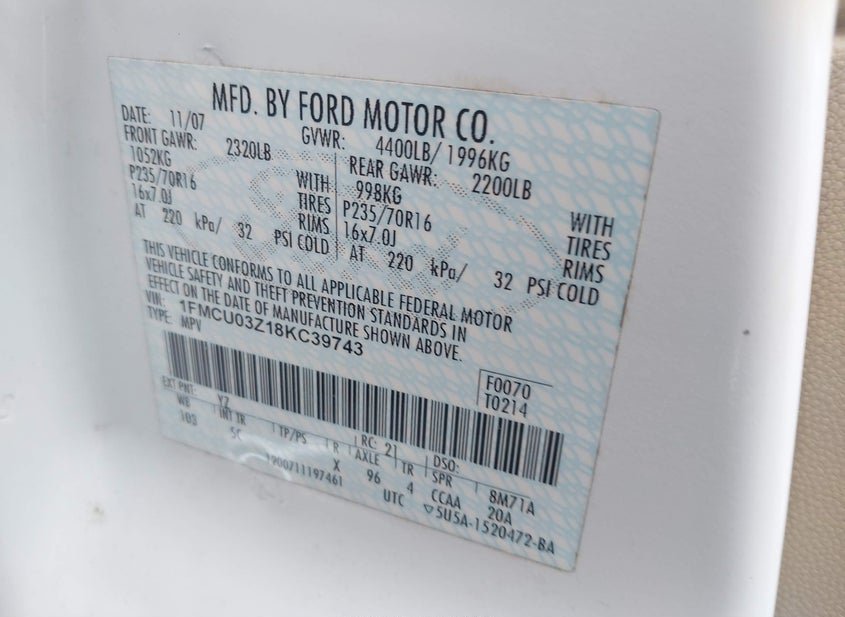 MFD. BY FORD MOTOR CO.
DATE: 11/07 GVWR: 4400LB/ 1996KG
FRONT GAWR: 2320LB REAR GAWR: 2200LB
1052KG WITH 998KG WITH
P235/70R16 TIRES P235/70R16 TIRES
16x7.0J RIMS 16x7.0J RIMS
AT 220 kPa/ 32 PSI COLD AT 220 kPa/ 32 PSI COLD
THIS VEHICLE CONFORMS TO ALL APPLICABLE FEDERAL MOTOR
VEHICLE SAFETY AND THEFT PREVENTION STANDARDS IN
EFFECT ON THE DATE OF MANUFACTURE SHOWN ABOVE.
VIN: 1FMCU03Z18KC39743
TYPE: MPV
F0070
T0214
EXT PNT: YZ RC: 21 DSO:
WB INT TR TP/PS R AXLE TR SPR 8M71A
103 5C X 96 4 CCAA 20A
1900711197461 UTC ▽5U5A-1520472-BA